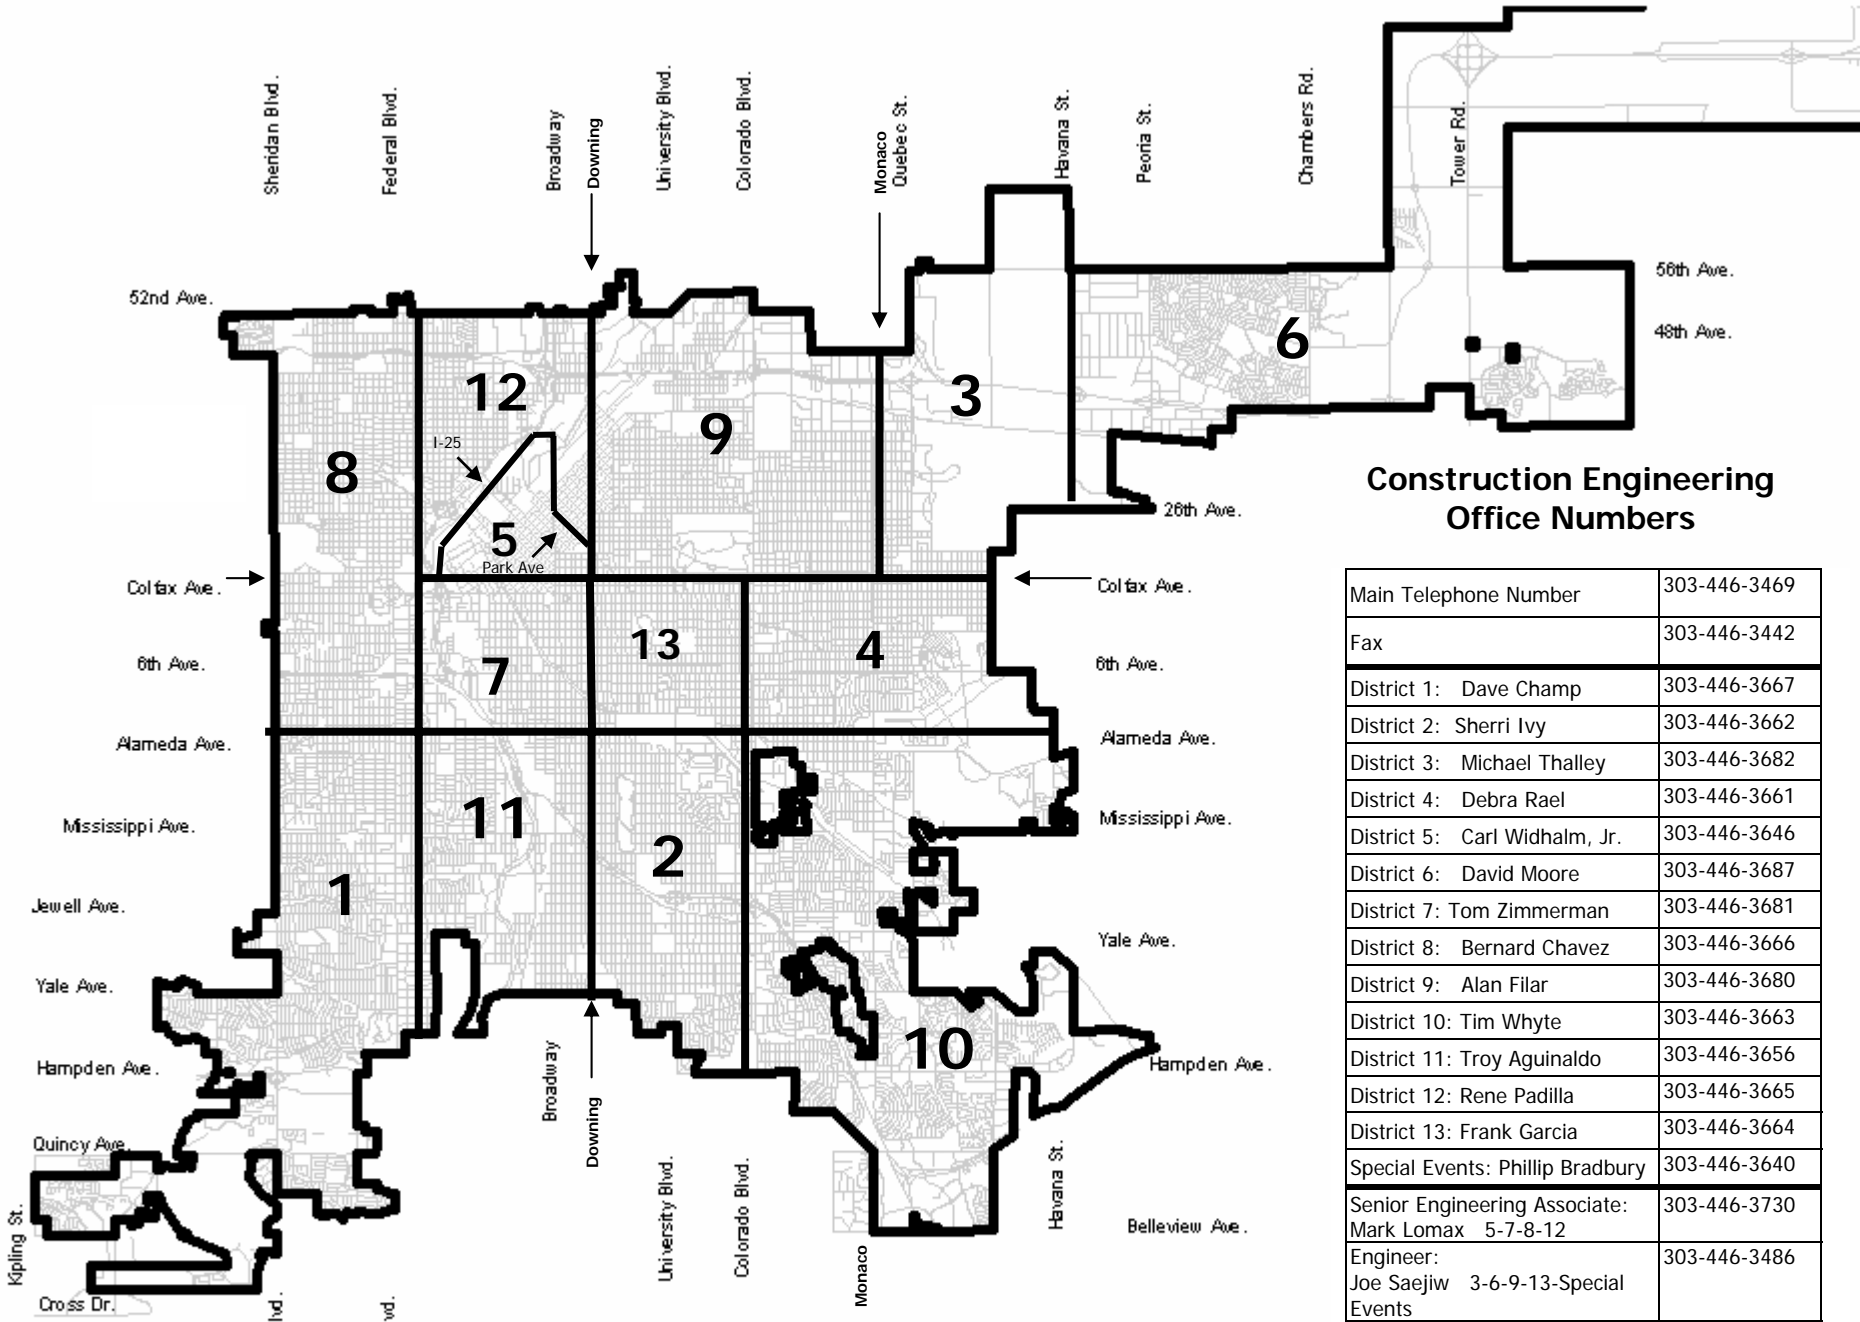 Sheridan Blvd.
Federal Blvd.
Broadway
Downing
University Blvd.
Colorado Blvd.
Monaco
Quebec St.
Havana St.
Peoria St.
Chambers Rd.
Tower Rd.
52nd Ave.
56th Ave.
48th Ave.
6
12
3
9
I-25
8
5
Park Ave
26th Ave.
Colfax Ave.
Colfax Ave.
13
4
7
6th Ave.
6th Ave.
Alameda Ave.
Alameda Ave.
11
Mississippi Ave.
Mississippi Ave.
2
1
Jewell Ave.
Yale Ave.
Yale Ave.
10
Hampden Ave.
Hampden Ave.
Quincy Ave.
Broadway
Downing
University Blvd.
Colorado Blvd.
Monaco
Havana St.
Belleview Ave.
Kipling St.
Cross Dr.
vd.
vd.
Construction Engineering
Office Numbers
Main Telephone Number 303-446-3469
Fax 303-446-3442
District 1: Dave Champ 303-446-3667
District 2: Sherri Ivy 303-446-3662
District 3: Michael Thalley 303-446-3682
District 4: Debra Rael 303-446-3661
District 5: Carl Widhalm, Jr. 303-446-3646
District 6: David Moore 303-446-3687
District 7: Tom Zimmerman 303-446-3681
District 8: Bernard Chavez 303-446-3666
District 9: Alan Filar 303-446-3680
District 10: Tim Whyte 303-446-3663
District 11: Troy Aguinaldo 303-446-3656
District 12: Rene Padilla 303-446-3665
District 13: Frank Garcia 303-446-3664
Special Events: Phillip Bradbury 303-446-3640
Senior Engineering Associate: 303-446-3730
Mark Lomax 5-7-8-12
Engineer: 303-446-3486
Joe Saejiw 3-6-9-13-Special
Events